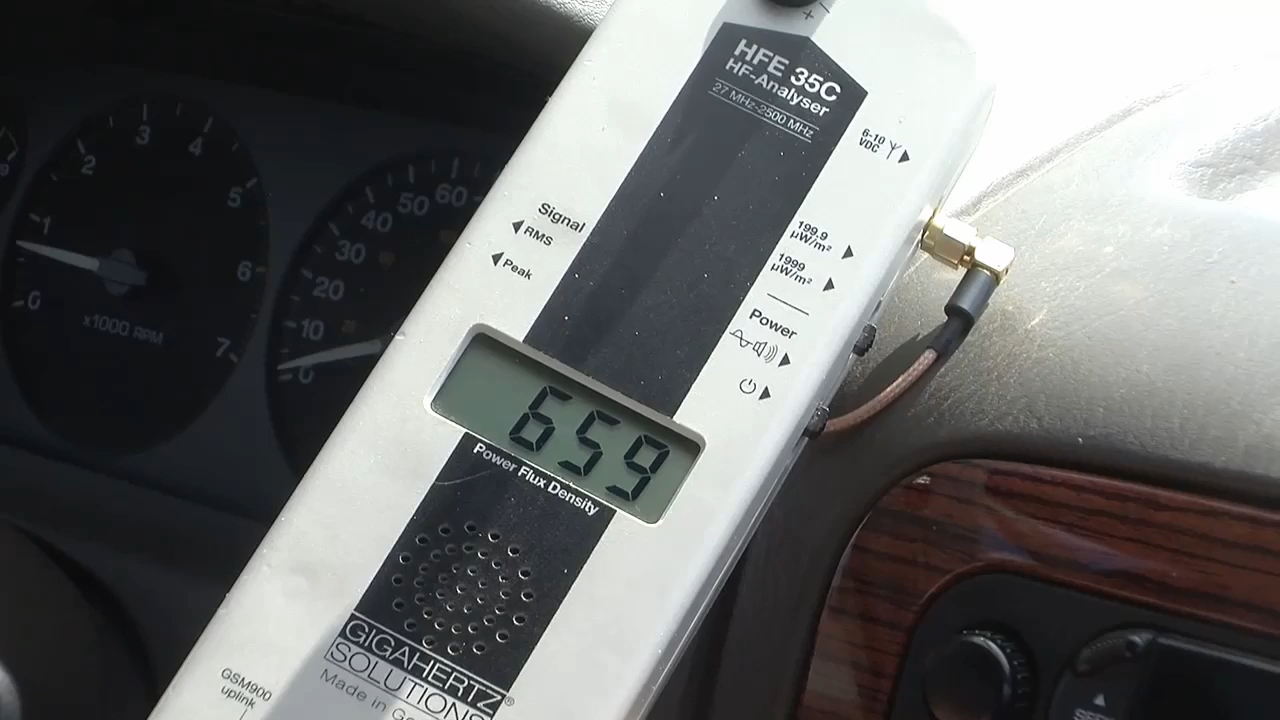 HFE 35C
HF-Analyser
27 MHz-2500 MHz
6-10
VDC
Signal
RMS
Peak
199.9
µW/m²
1999
µW/m²
Power
659
Power Flux Density
GIGAHERTZ
SOLUTIONS®
Made in
GSM900
uplink
0
1
2
3
4
5
6
7
x1000 RPM
0
10
20
30
40
50
60